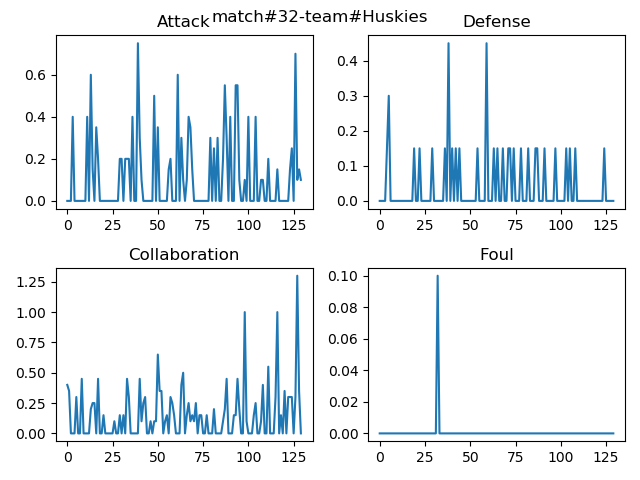 match#32-team#Huskies
Attack
Defense
0.6
0.4
0.2
0.0
0 25 50 75 100 125
0.4
0.3
0.2
0.1
0.0
0 25 50 75 100 125
Collaboration
Foul
1.25
1.00
0.75
0.50
0.25
0.00
0 25 50 75 100 125
0.10
0.08
0.06
0.04
0.02
0.00
0 25 50 75 100 125